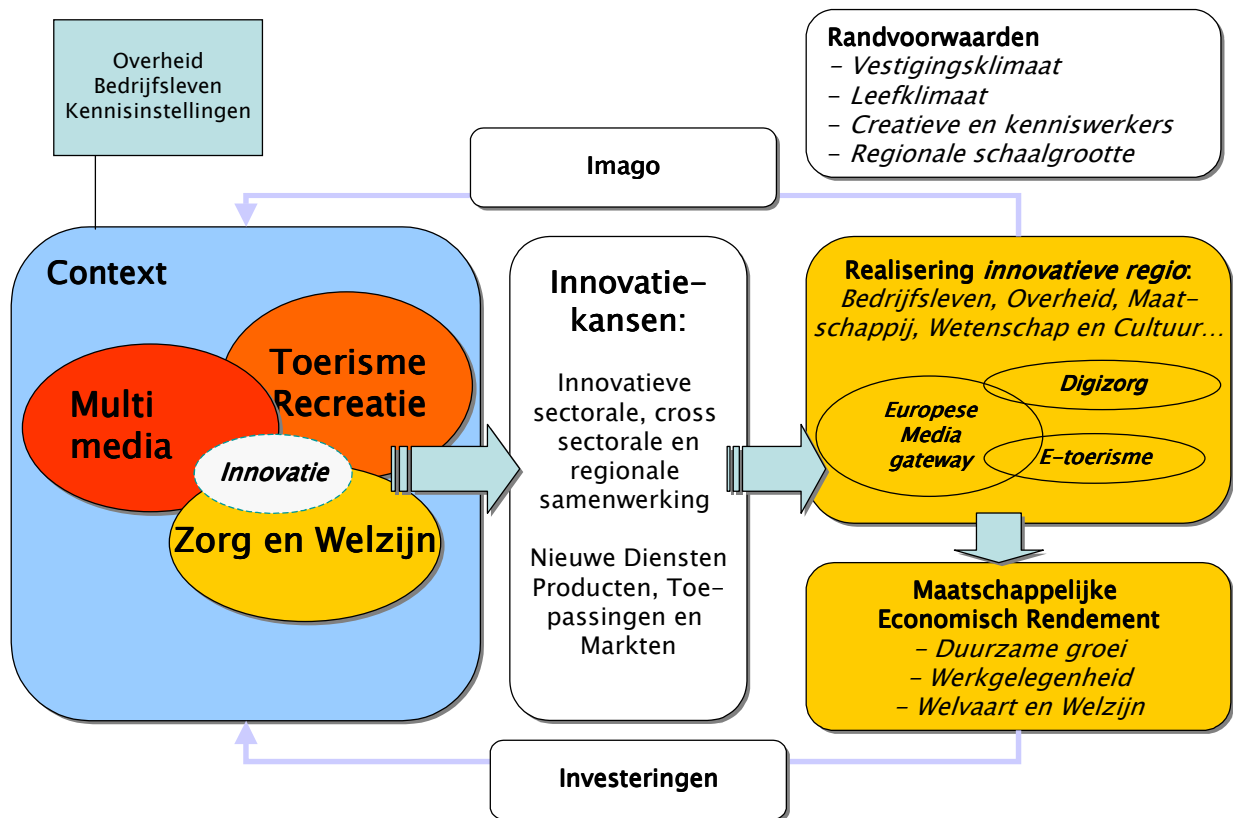 Overheid
Bedrijfsleven
Kennisinstellingen
Randvoorwaarden
– Vestigingsklimaat
– Leefklimaat
– Creatieve en kenniswerkers
– Regionale schaalgrootte
Imago
Context
Toerisme
Recreatie
Multi
media
Innovatie
Zorg en Welzijn
Innovatie–
kansen:
Innovatieve
sectorale, cross
sectorale en
regionale
samenwerking
Nieuwe Diensten
Producten, Toe–
passingen en
Markten
Realisering innovatieve regio:
Bedrijfsleven, Overheid, Maat–
schappij, Wetenschap en Cultuur…
Digizorg
Europese
Media
gateway
E–toerisme
Maatschappelijke
Economisch Rendement
– Duurzame groei
– Werkgelegenheid
– Welvaart en Welzijn
Investeringen